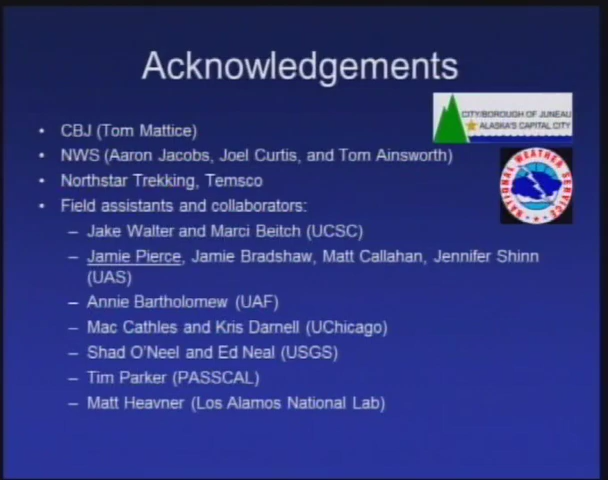 Acknowledgements
• CBJ (Tom Mattice)
• NWS (Aaron Jacobs, Joel Curtis, and Tom Ainsworth)
• Northstar Trekking, Temsco
• Field assistants and collaborators:
– Jake Walter and Marci Beitch (UCSC)
– Jamie Pierce, Jamie Bradshaw, Matt Callahan, Jennifer Shinn
(UAS)
– Annie Bartholomew (UAF)
– Mac Cathles and Kris Darnell (UChicago)
– Shad O'Neel and Ed Neal (USGS)
– Tim Parker (PASSCAL)
– Matt Heavner (Los Alamos National Lab)
CITY/BOROUGH OF JUNEAU
ALASKA'S CAPITAL CITY
NATIONAL WEATHER SERVICE